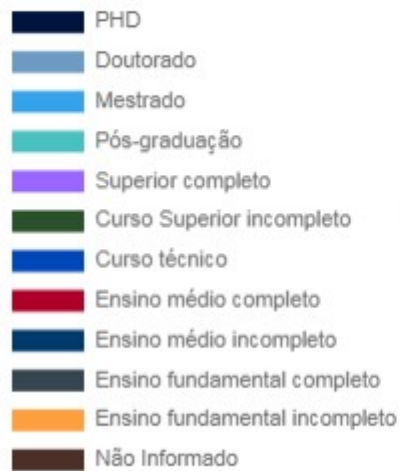 PHD
Doutorado
Mestrado
Pós-graduação
Superior completo
Curso Superior incompleto
Curso técnico
Ensino médio completo
Ensino médio incompleto
Ensino fundamental completo
Ensino fundamental incompleto
Não Informado